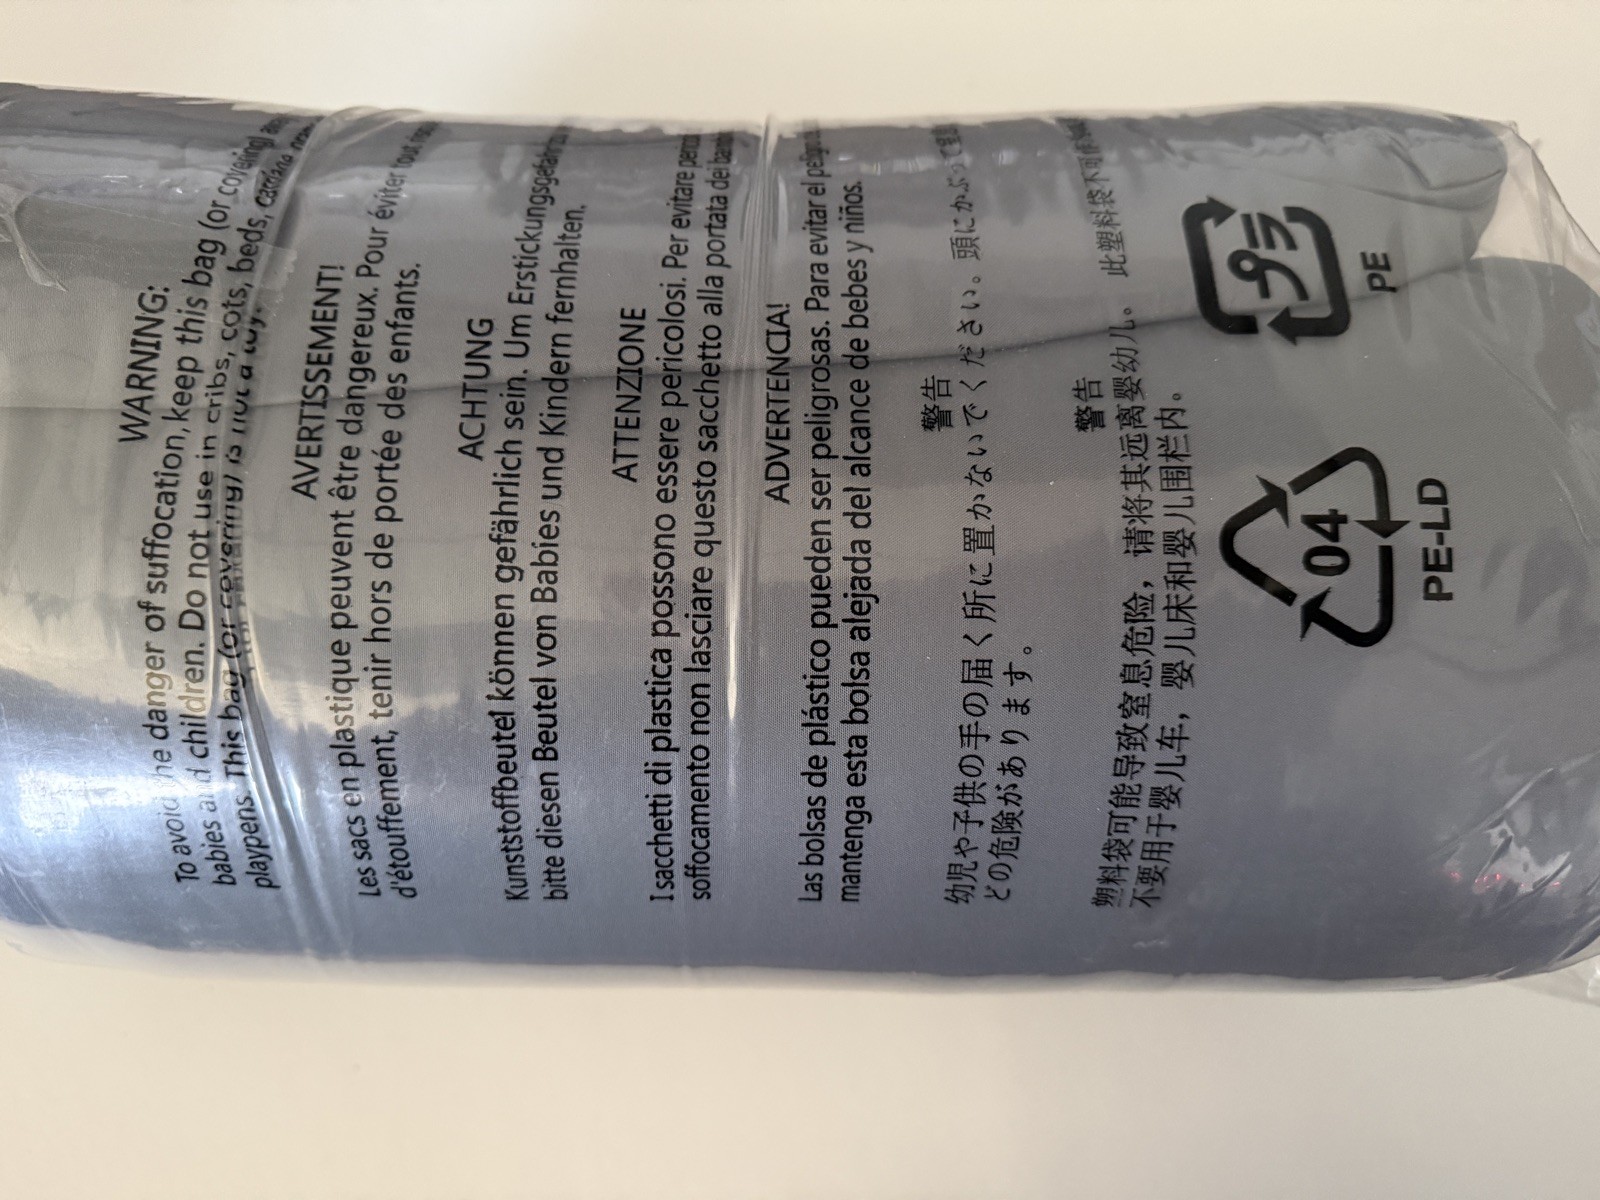 WARNING:
To avoid the danger of suffocation, keep this bag (or covering)
babies and children. Do not use in cribs, cots, beds, carriage
playpens. This bag (or covering) is not a toy.
AVERTISSEMENT!
Les sacs en plastique peuvent être dangereux. Pour éviter tout
d'étouffement, tenir hors de portée des enfants.
ACHTUNG
Kunststoffbeutel können gefährlich sein. Um Erstickungsgefahr
bitte diesen Beutel von Babies und Kindern fernhalten.
ATTENZIONE
I sacchetti di plastica possono essere pericolosi. Per evitare
soffocamento non lasciare questo sacchetto alla portata dei
ADVERTENCIA!
Las bolsas de plástico pueden ser peligrosas. Para evitar el
mantenga esta bolsa alejada del alcance de bebes y niños.
警告
幼児や子供の手の届く所に置かないでください。頭にかぶって
どの危険があります。
警告
塑料袋可能导致窒息危险，请将其远离婴幼儿。 此塑料袋不可
不要用于婴儿车，婴儿床和婴儿围栏内。
プラ
PE
04
PE-LD